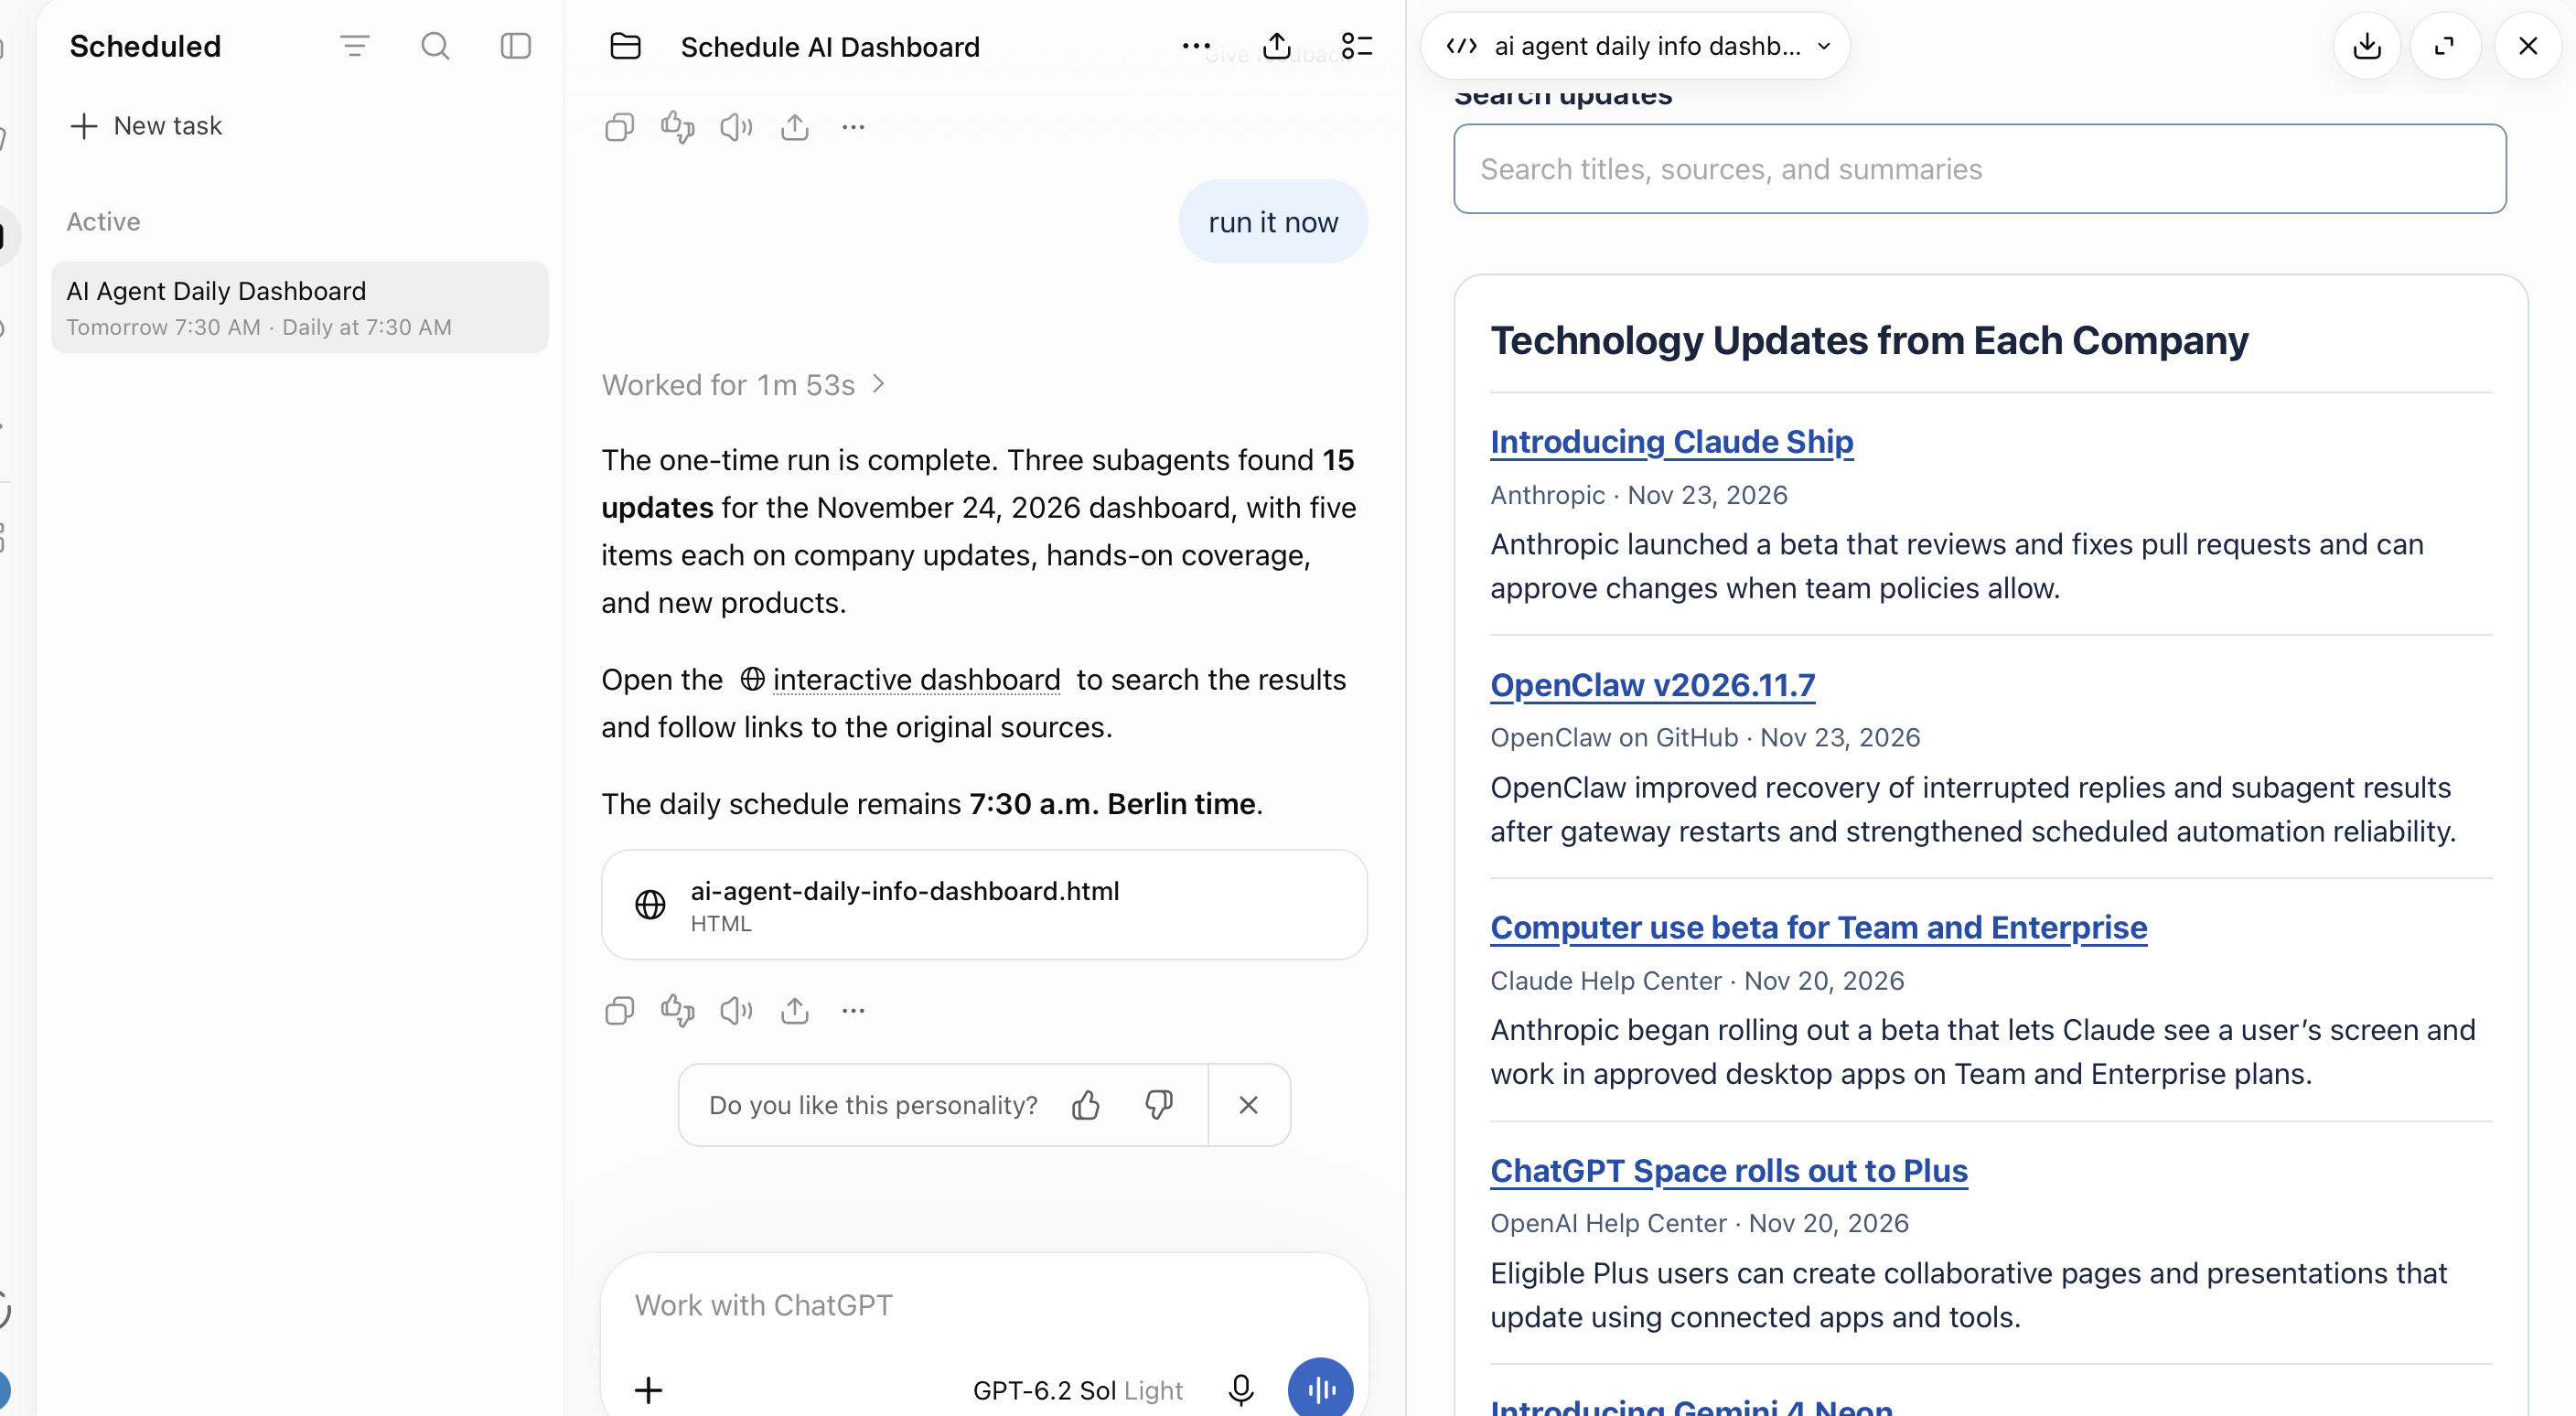 Scheduled
New task
Active
AI Agent Daily Dashboard
Tomorrow 7:30 AM · Daily at 7:30 AM
Schedule AI Dashboard
Give feedback
run it now
Worked for 1m 53s
The one-time run is complete. Three subagents found 15
updates for the November 24, 2026 dashboard, with five
items each on company updates, hands-on coverage,
and new products.
Open the interactive dashboard to search the results
and follow links to the original sources.
The daily schedule remains 7:30 a.m. Berlin time.
ai-agent-daily-info-dashboard.html
HTML
Do you like this personality?
Work with ChatGPT
GPT-6.2 Sol Light
ai agent daily info dashb...
Search updates
Search titles, sources, and summaries
Technology Updates from Each Company
Introducing Claude Ship
Anthropic · Nov 23, 2026
Anthropic launched a beta that reviews and fixes pull requests and can
approve changes when team policies allow.
OpenClaw v2026.11.7
OpenClaw on GitHub · Nov 23, 2026
OpenClaw improved recovery of interrupted replies and subagent results
after gateway restarts and strengthened scheduled automation reliability.
Computer use beta for Team and Enterprise
Claude Help Center · Nov 20, 2026
Anthropic began rolling out a beta that lets Claude see a user’s screen and
work in approved desktop apps on Team and Enterprise plans.
ChatGPT Space rolls out to Plus
OpenAI Help Center · Nov 20, 2026
Eligible Plus users can create collaborative pages and presentations that
update using connected apps and tools.
Introducing Gemini 4 Neon